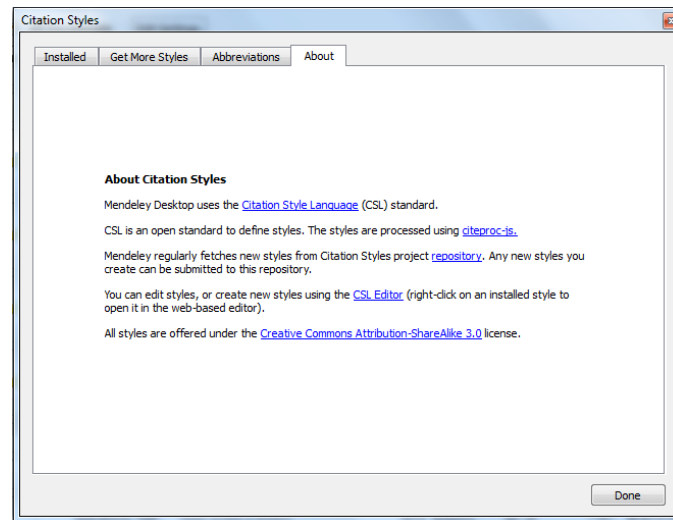 Citation Styles
Installed
Get More Styles
Abbreviations
About
About Citation Styles
Mendeley Desktop uses the Citation Style Language (CSL) standard.
CSL is an open standard to define styles. The styles are processed using citeproc-js.
Mendeley regularly fetches new styles from Citation Styles project repository. Any new styles you
create can be submitted to this repository.
You can edit styles, or create new styles using the CSL Editor (right-click on an installed style to
open it in the web-based editor).
All styles are offered under the Creative Commons Attribution-ShareAlike 3.0 license.
Done